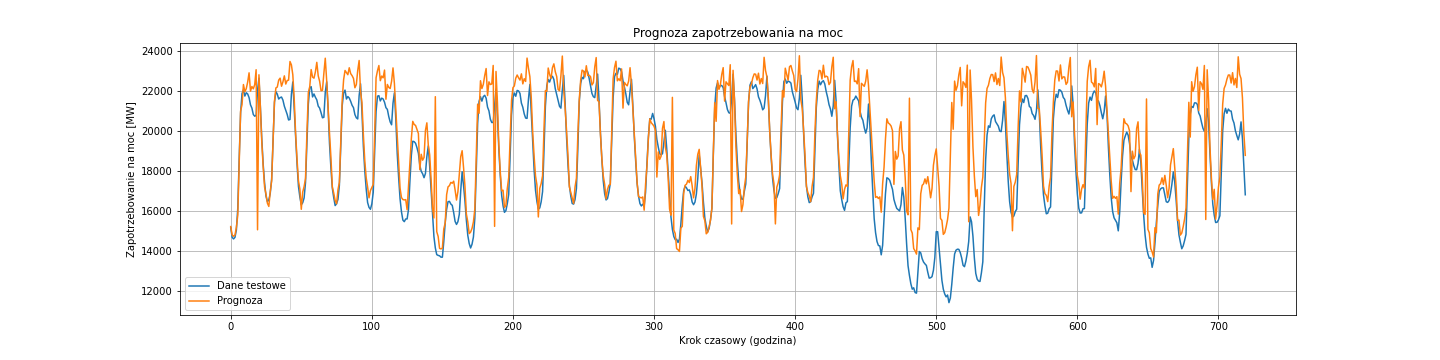 Prognoza zapotrzebowania na moc
Zapotrzebowanie na moc [MW]
24000
22000
20000
18000
16000
14000
12000
Dane testowe
Prognoza
0 100 200 300 400 500 600 700
Krok czasowy (godzina)